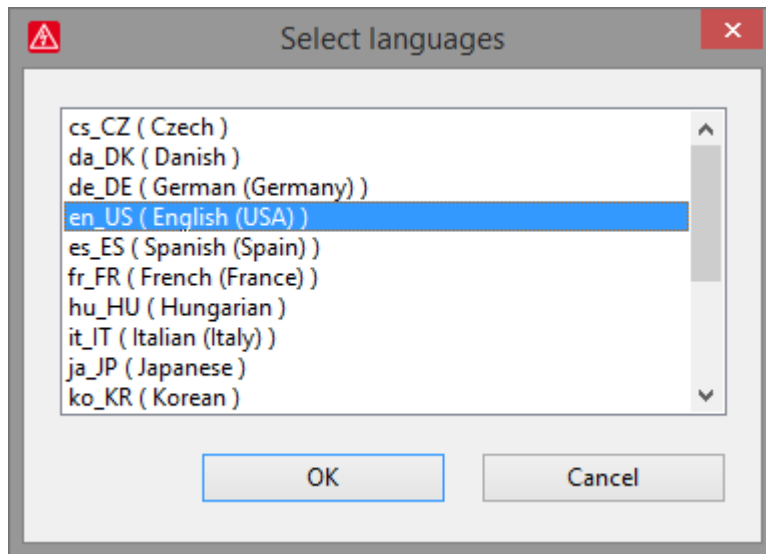 Select languages
cs_CZ ( Czech )
da_DK ( Danish )
de_DE ( German (Germany) )
en_US ( English (USA) )
es_ES ( Spanish (Spain) )
fr_FR ( French (France) )
hu_HU ( Hungarian )
it_IT ( Italian (Italy) )
ja_JP ( Japanese )
ko_KR ( Korean )
OK Cancel